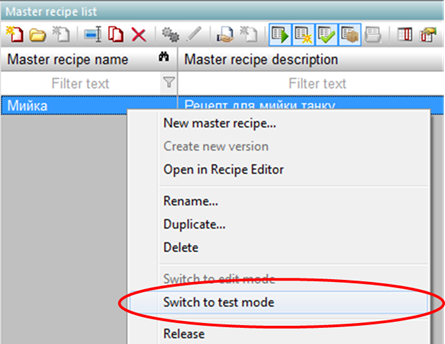 Master recipe list
Master recipe name Master recipe description
Filter text Filter text
Мийка Рецепт для мийки танку
New master recipe...
Create new version
Open in Recipe Editor
Rename...
Duplicate...
Delete
Switch to edit mode
Switch to test mode
Release